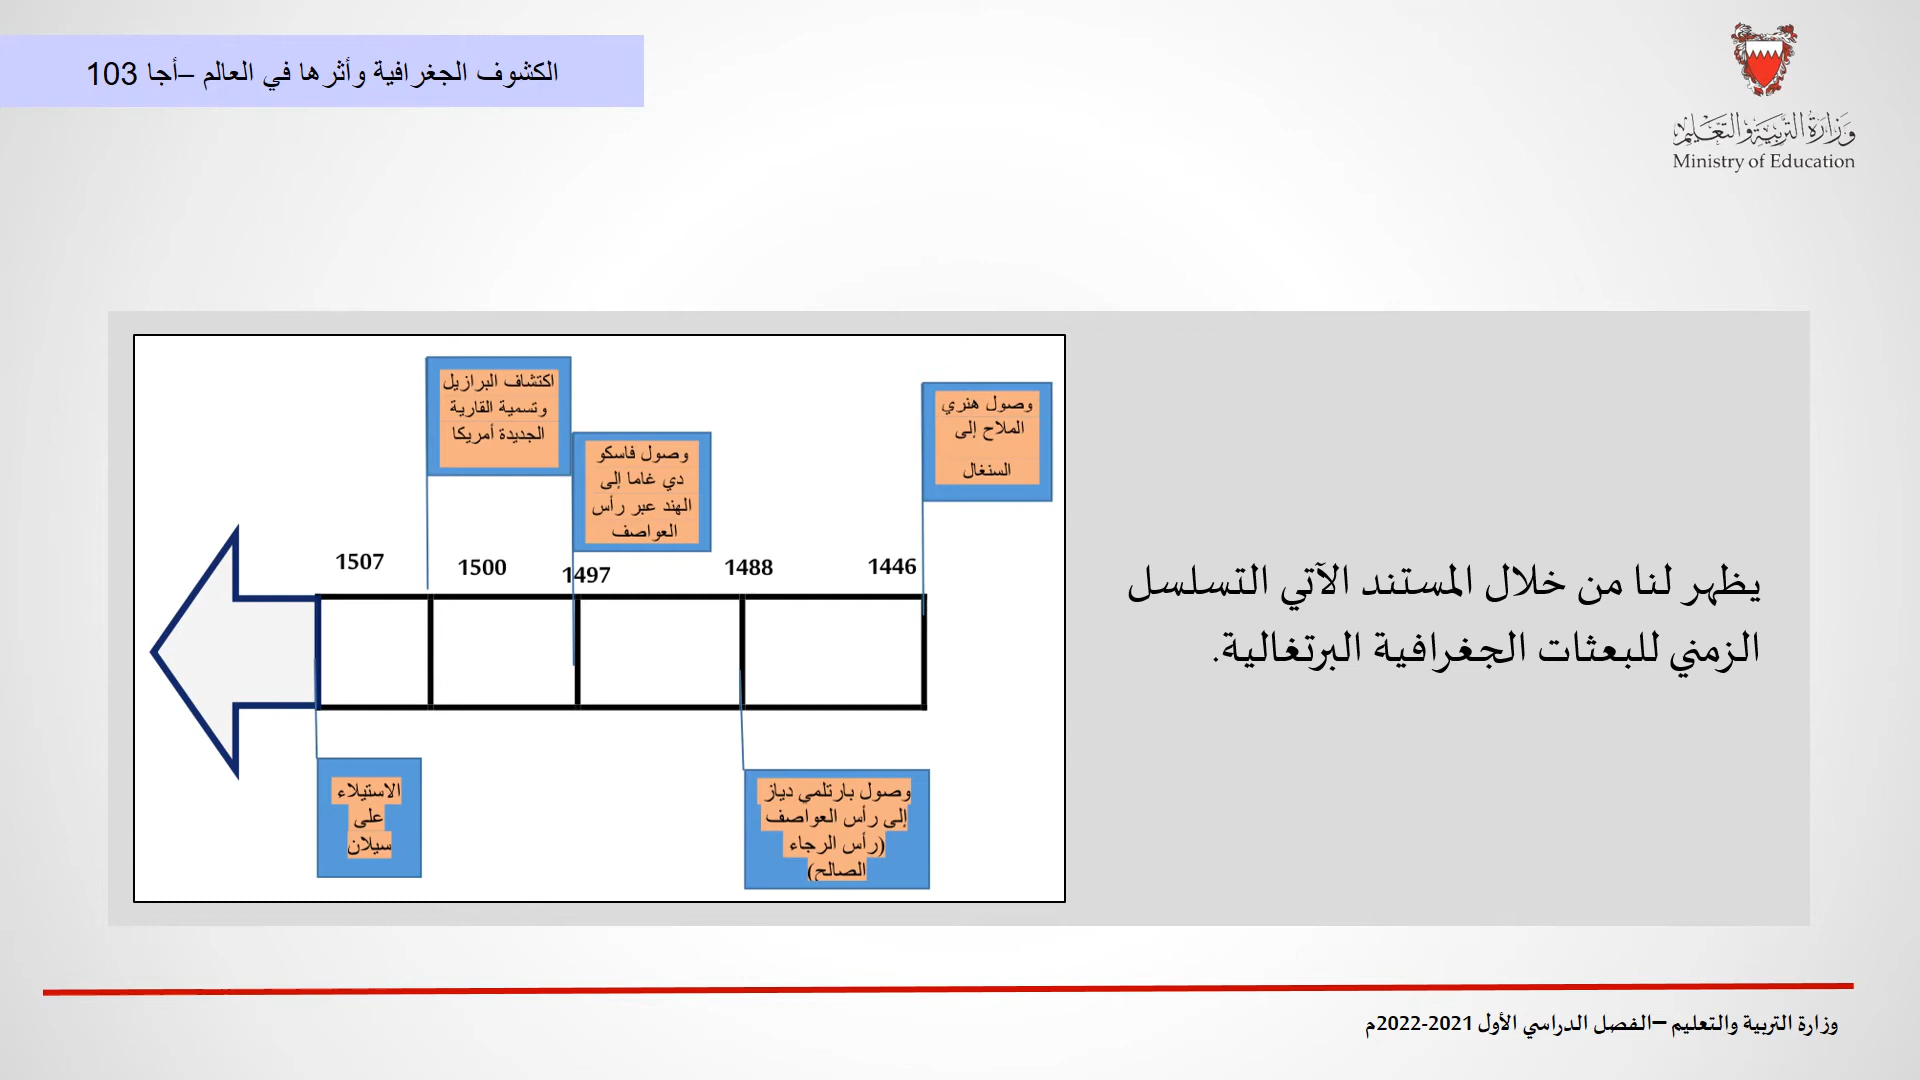 الكشوف الجغرافية وأثرها في العالم –أجا 103
وزارة التربية والتعليم
Ministry of Education
يظهر لنا من خلال المستند الآتي التسلسل
الزمني للبعثات الجغرافية البرتغالية.
وصول هنري
الملاح إلى
السنغال
اكتشاف البرازيل
وتسمية القارية
الجديدة أمريكا
وصول فاسكو
دي غاما إلى
الهند عبر رأس
العواصف
1446
1488
1497
1500
1507
وصول بارتلمي دياز
إلى رأس العواصف
(رأس الرجاء
الصالح)
الاستيلاء
على
سيلان
وزارة التربية والتعليم –الفصل الدراسي الأول 2021-2022م